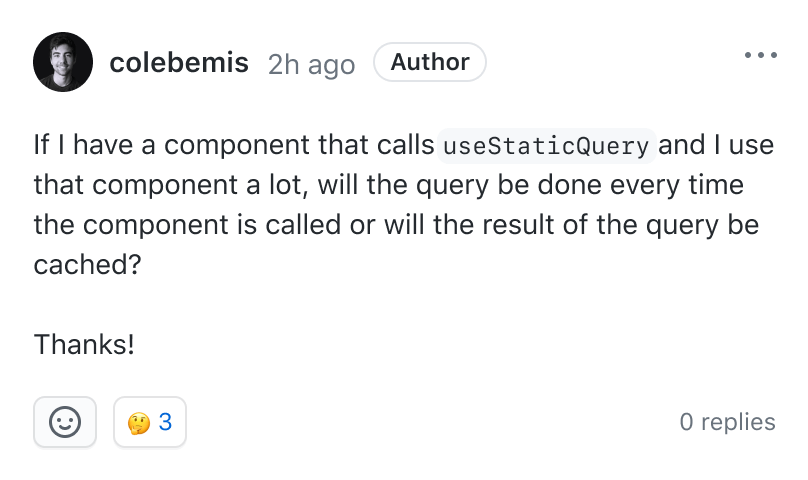 colebemis 2h ago Author
If I have a component that calls useStaticQuery and I use
that component a lot, will the query be done every time
the component is called or will the result of the query be
cached?
Thanks!
🤔 3 0 replies